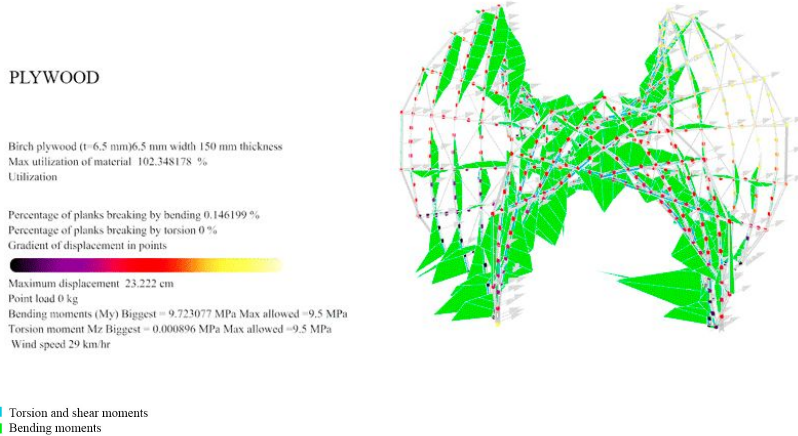 PLYWOOD
Birch plywood (t=6.5 mm)6.5 mm width 150 mm thickness
Max utilization of material 102.348178 %
Utilization
Percentage of planks breaking by bending 0.146199 %
Percentage of planks breaking by torsion 0 %
Gradient of displacement in points
Maximum displacement 23.222 cm
Point load 0 kg
Bending moments (My) Biggest = 9.723077 MPa Max allowed =9.5 MPa
Torsion moment Mz Biggest = 0.000896 MPa Max allowed =9.5 MPa
Wind speed 29 km/hr
Torsion and shear moments
Bending moments